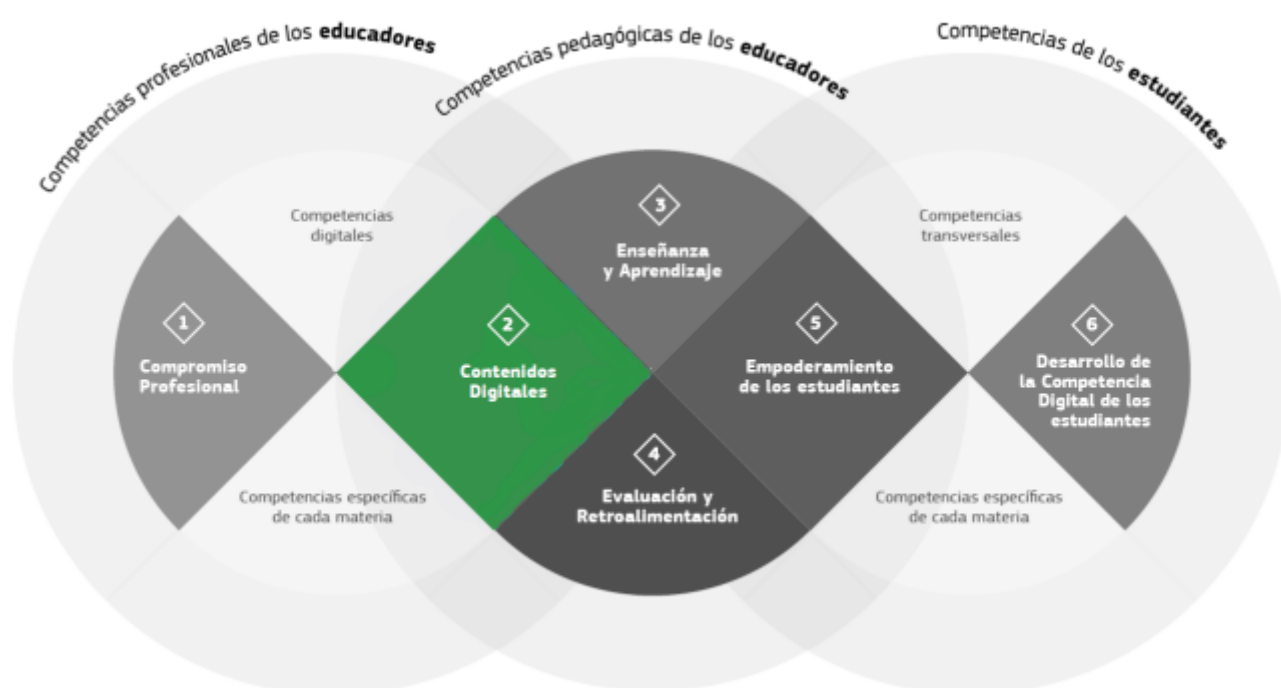 Competencias profesionales de los educadores
Competencias pedagógicas de los educadores
Competencias de los estudiantes
Competencias
digitales
1
Compromiso
Profesional
Competencias específicas
de cada materia
2
Contenidos
Digitales
3
Enseñanza
y Aprendizaje
4
Evaluación y
Retroalimentación
5
Empoderamiento
de los estudiantes
Competencias
transversales
6
Desarrollo de
la Competencia
Digital de los
estudiantes
Competencias específicas
de cada materia